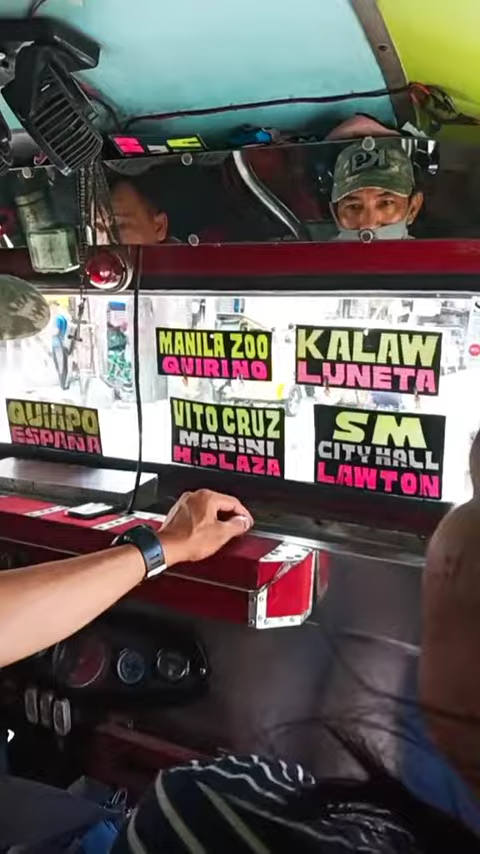 MANILA ZOO
QUIRINO
KALAW
LUNETA
QUIAPO
ESPAÑA
VITO CRUZ
MABINI
H.PLAZA
SM
CITY HALL
LAWTON